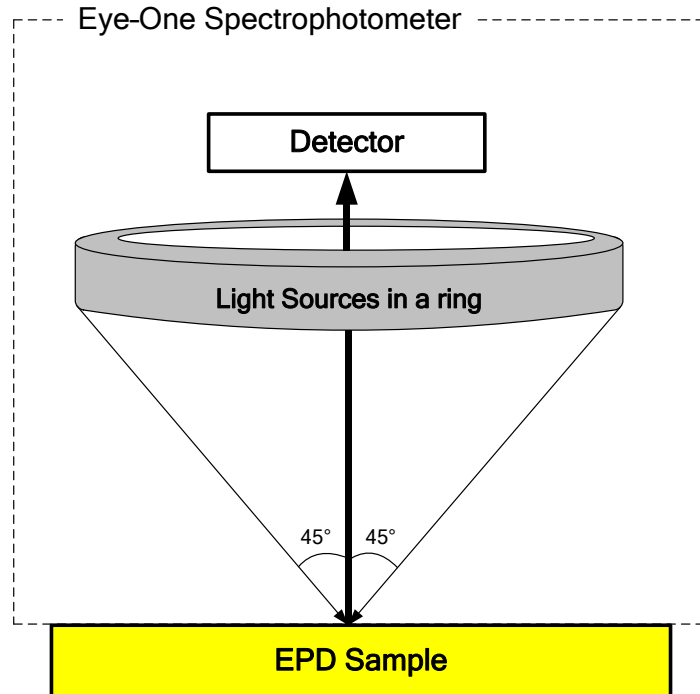 Eye-One Spectrophotometer
Detector
Light Sources in a ring
45° 45°
EPD Sample